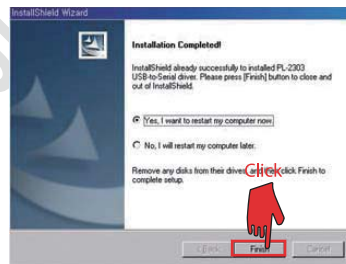 InstallShield Wizard
Installation Completed!
InstallShield already successfully to installed PL-2303
USB-to-Serial driver. Please press [Finish] button to close and
out of InstallShield.
Yes, I want to restart my computer now.
No, I will restart my computer later.
Remove any disks from their drives, and then click Finish to
complete setup.
Click
< Back Finish Cancel